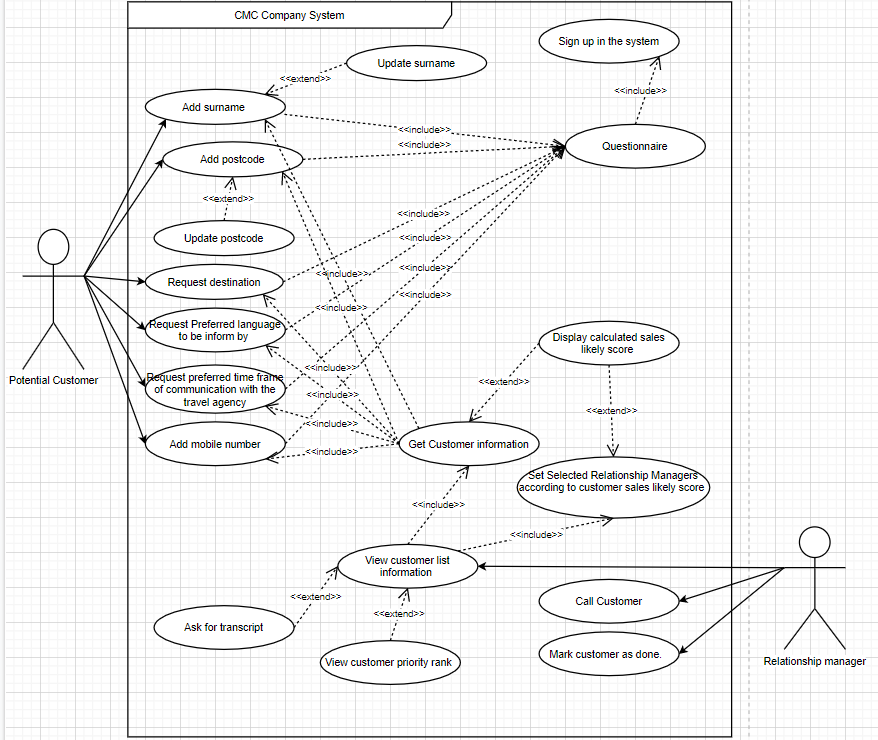 CMC Company System
Sign up in the system
Update surname
<<extend>>
<<include>>
Add surname
<<include>>
<<include>>
Questionnaire
Add postcode
<<extend>>
<<include>>
Update postcode
<<include>>
<<include>>
<<include>>
Request destination
<<include>>
<<include>>
Request Preferred language
to be inform by
Display calculated sales
likely score
Potential Customer
Request preferred time frame
of communication with the
travel agency
<<include>>
<<extend>>
<<include>>
<<extend>>
<<include>>
Add mobile number
<<include>>
Get Customer information
Set Selected Relationship Managers
according to customer sales likely score
<<include>>
<<include>>
View customer list
information
<<extend>>
Call Customer
<<extend>>
Ask for transcript
Mark customer as done.
View customer priority rank
Relationship manager